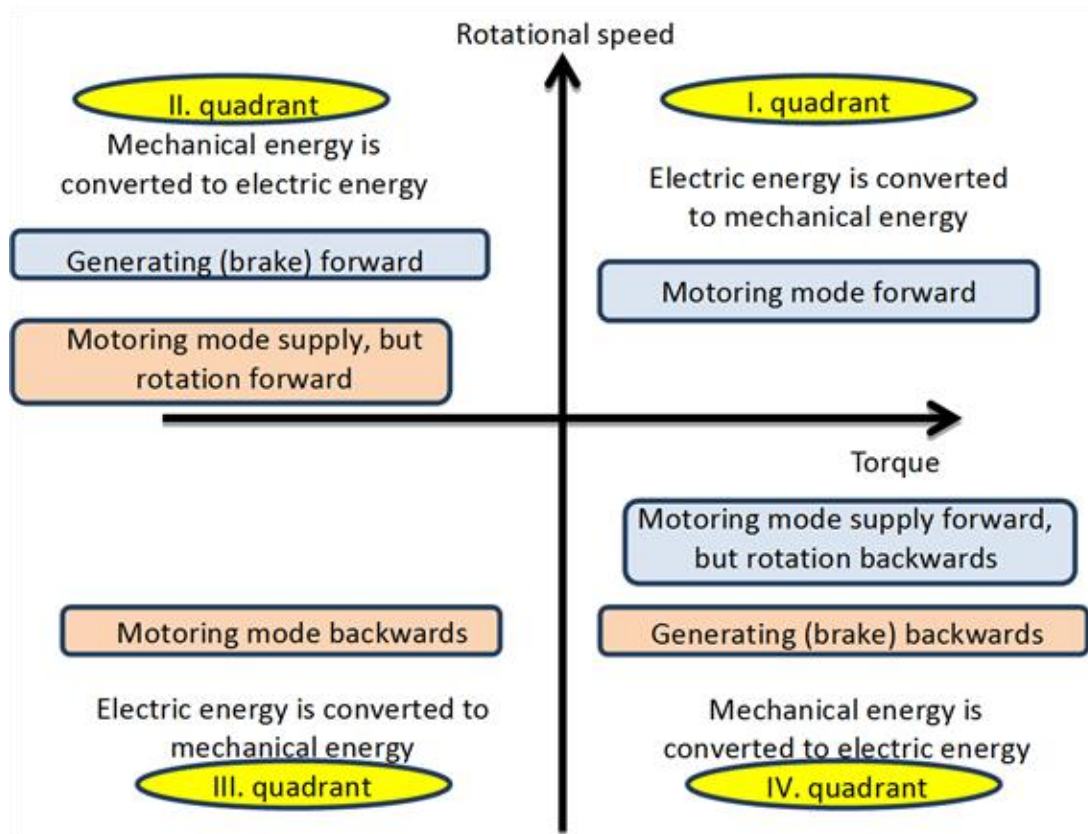 Rotational speed
II. quadrant
Mechanical energy is
converted to electric energy
Generating (brake) forward
Motoring mode supply, but
rotation forward
I. quadrant
Electric energy is converted
to mechanical energy
Motoring mode forward
Torque
Motoring mode backwards
Electric energy is converted to
mechanical energy
III. quadrant
Motoring mode supply forward,
but rotation backwards
Generating (brake) backwards
Mechanical energy is
converted to electric energy
IV. quadrant